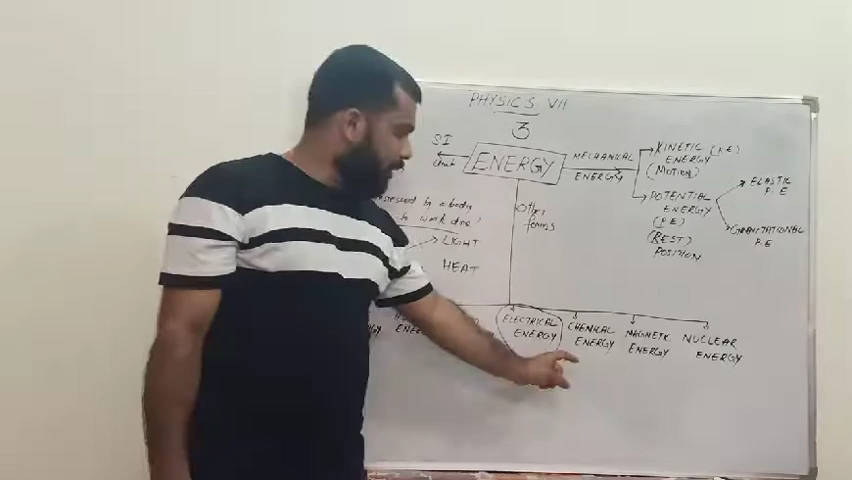 PHYSICS VII
3
SI
Unit
ENERGY
MECHANICAL
ENERGY
KINETIC (K.E)
ENERGY
(MOTION)
POTENTIAL
ENERGY
(P.E)
(REST)
POSITION
ELASTIC
P.E
GRAVITATIONAL
P.E
Other
forms
by a body
work done
LIGHT
HEAT
ELECTRICAL
ENERGY
CHEMICAL
ENERGY
MAGNETIC
ENERGY
NUCLEAR
ENERGY